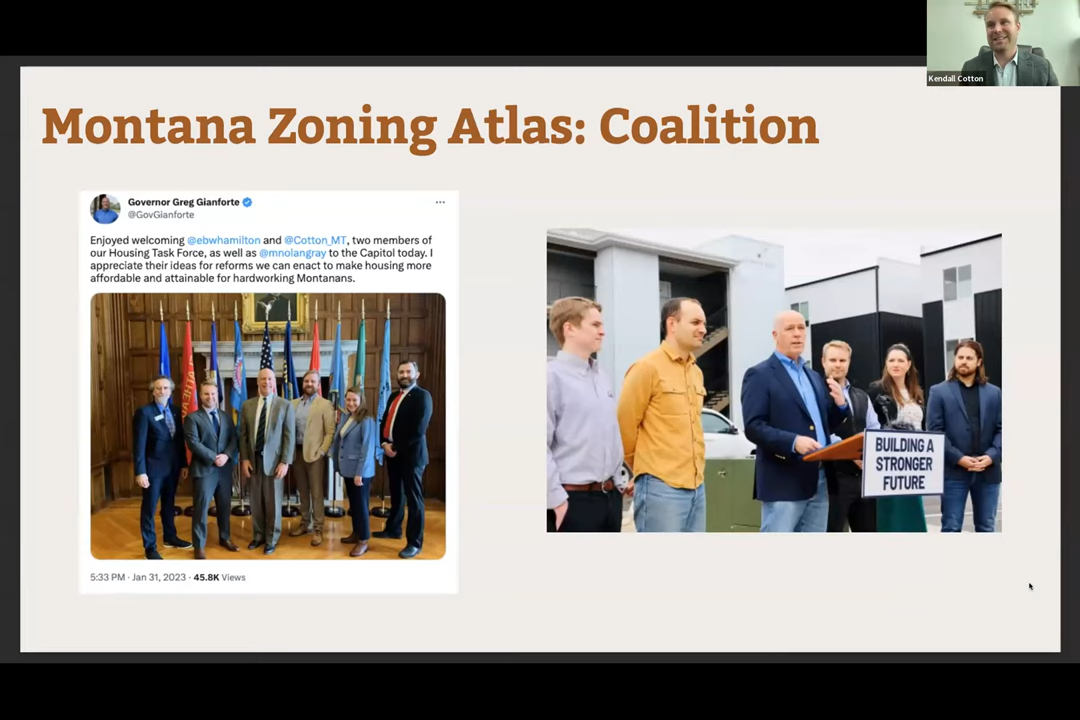 Kendall Cotton
Montana Zoning Atlas: Coalition
Governor Greg Gianforte
@GovGianforte
Enjoyed welcoming @ebwhamilton and @Cotton_MT, two members of
our Housing Task Force, as well as @mnolangray to the Capitol today. I
appreciate their ideas for reforms we can enact to make housing more
affordable and attainable for hardworking Montanans.
5:33 PM · Jan 31, 2023 · 45.8K Views
BUILDING A
STRONGER
FUTURE